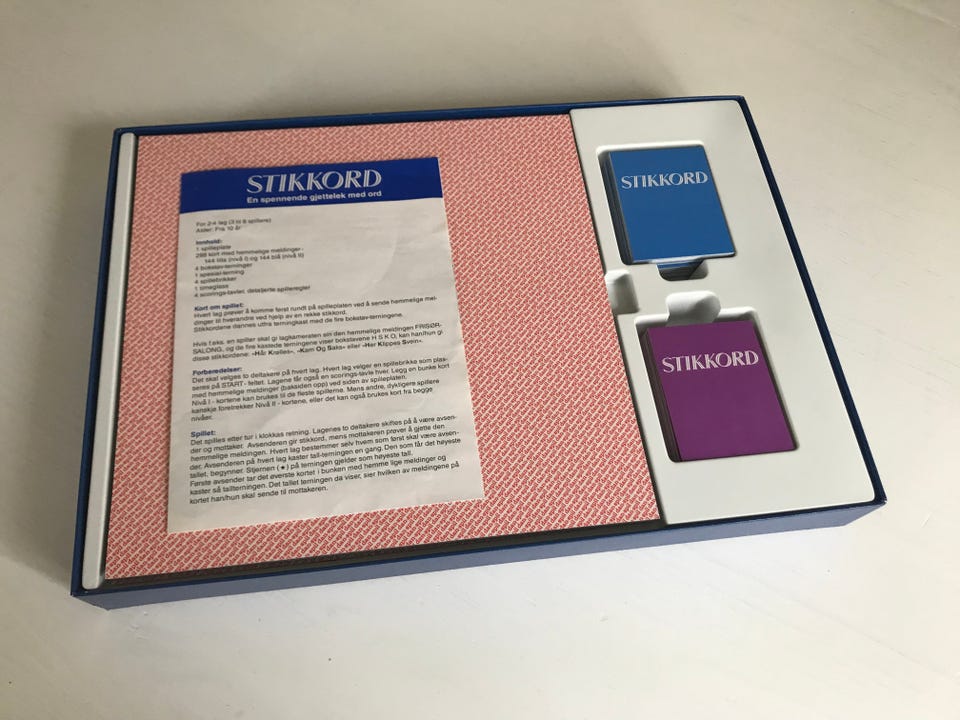 STIKKORD
En spennende gjettelek med ord
For 2-4 lag (3 til 8 spillere)
Alder: Fra 10 år
Innhold:
1 spilleplate
288 kort med hemmelige meldinger -
144 lilla (nivå I) og 144 blå (nivå II)
4 bokstav-terninger
1 spesial-terning
4 spillebrikker
1 timeglass
4 scorings-tavler, detaljerte spilleregler
Kort om spillet:
Hvert lag prøver å komme først rundt på spilleplaten ved å sende hemmelige mel-
dinger til hverandre ved hjelp av en rekke stikkord.
Stikkordene dannes utfra terningkast med de fire bokstav-terningene.
Hvis f.eks. en spiller skal gi lagkameraten sin den hemmelige meldingen FRISØR-
SALONG, og de fire kastede terningene viser bokstavene H S K O, kan han/hun gi
disse stikkordene: «Hår Krølles», «Kam Og Saks» eller «Her Klippes Svein».
Forberedelser:
Det skal velges to deltakere på hvert lag. Hvert lag velger en spillebrikke som plas-
seres på START- feltet. Lagene får også en scorings-tavle hver. Legg en bunke kort
med hemmelige meldinger (baksiden opp) ved siden av spilleplaten.
Nivå I - kortene kan brukes til de fleste spillerne. Mens andre, dyktigere spillere
kanskje foretrekker Nivå II - kortene, eller det kan også brukes kort fra begge
nivåer.
Spillet:
Det spilles etter tur i klokkas retning. Lagenes to deltakere skiftes på å være avsen-
der og mottaker. Avsenderen gir stikkord, mens mottakeren prøver å gjette den
hemmelige meldingen. Hvert lag bestemmer selv hvem som først skal være avsen-
der. Avsenderen på hvert lag kaster tall-terningen en gang. Den som får det høyeste
tallet, begynner. Stjernen (★) på terningen gjelder som høyeste tall.
Første avsender tar det øverste kortet i bunken med hemme lige meldinger og
kaster så tallterningen. Det tallet terningen da viser, sier hvilken av meldingene på
kortet han/hun skal sende til mottakeren.
STIKKORD
STIKKORD